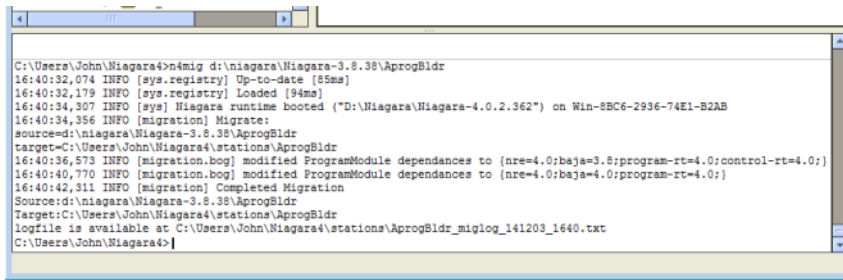 C:\Users\John\Niagara4>n4mig d:\niagara\Niagara-3.8.38\AprogBldr
16:40:32,074 INFO [sys.registry] Up-to-date [85ms]
16:40:32,179 INFO [sys.registry] Loaded [94ms]
16:40:34,307 INFO [sys] Niagara runtime booted ("D:\Niagara\Niagara-4.0.2.362") on Win-8BC6-2936-74E1-B2AB
16:40:34,356 INFO [migration] Migrate:
source=d:\niagara\Niagara-3.8.38\AprogBldr
target=C:\Users\John\Niagara4\stations\AprogBldr
16:40:36,573 INFO [migration.bog] modified ProgramModule dependances to {nre=4.0;baja=3.8;program-rt=4.0;control-rt=4.0;}
16:40:40,770 INFO [migration.bog] modified ProgramModule dependances to {nre=4.0;baja=4.0;program-rt=4.0;}
16:40:42,311 INFO [migration] Completed Migration
Source:d:\niagara\Niagara-3.8.38\AprogBldr
Target:C:\Users\John\Niagara4\stations\AprogBldr
logfile is available at C:\Users\John\Niagara4\stations\AprogBldr_miglog_141203_1640.txt
C:\Users\John\Niagara4>